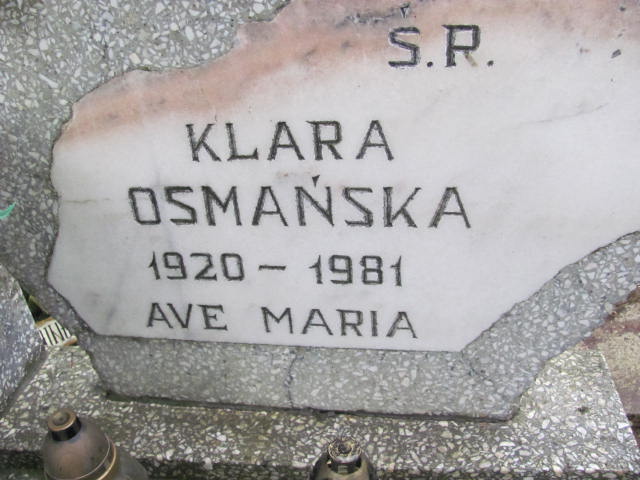 Ś.P.
KLARA
OSMAŃSKA
1920 – 1981
AVE MARIA